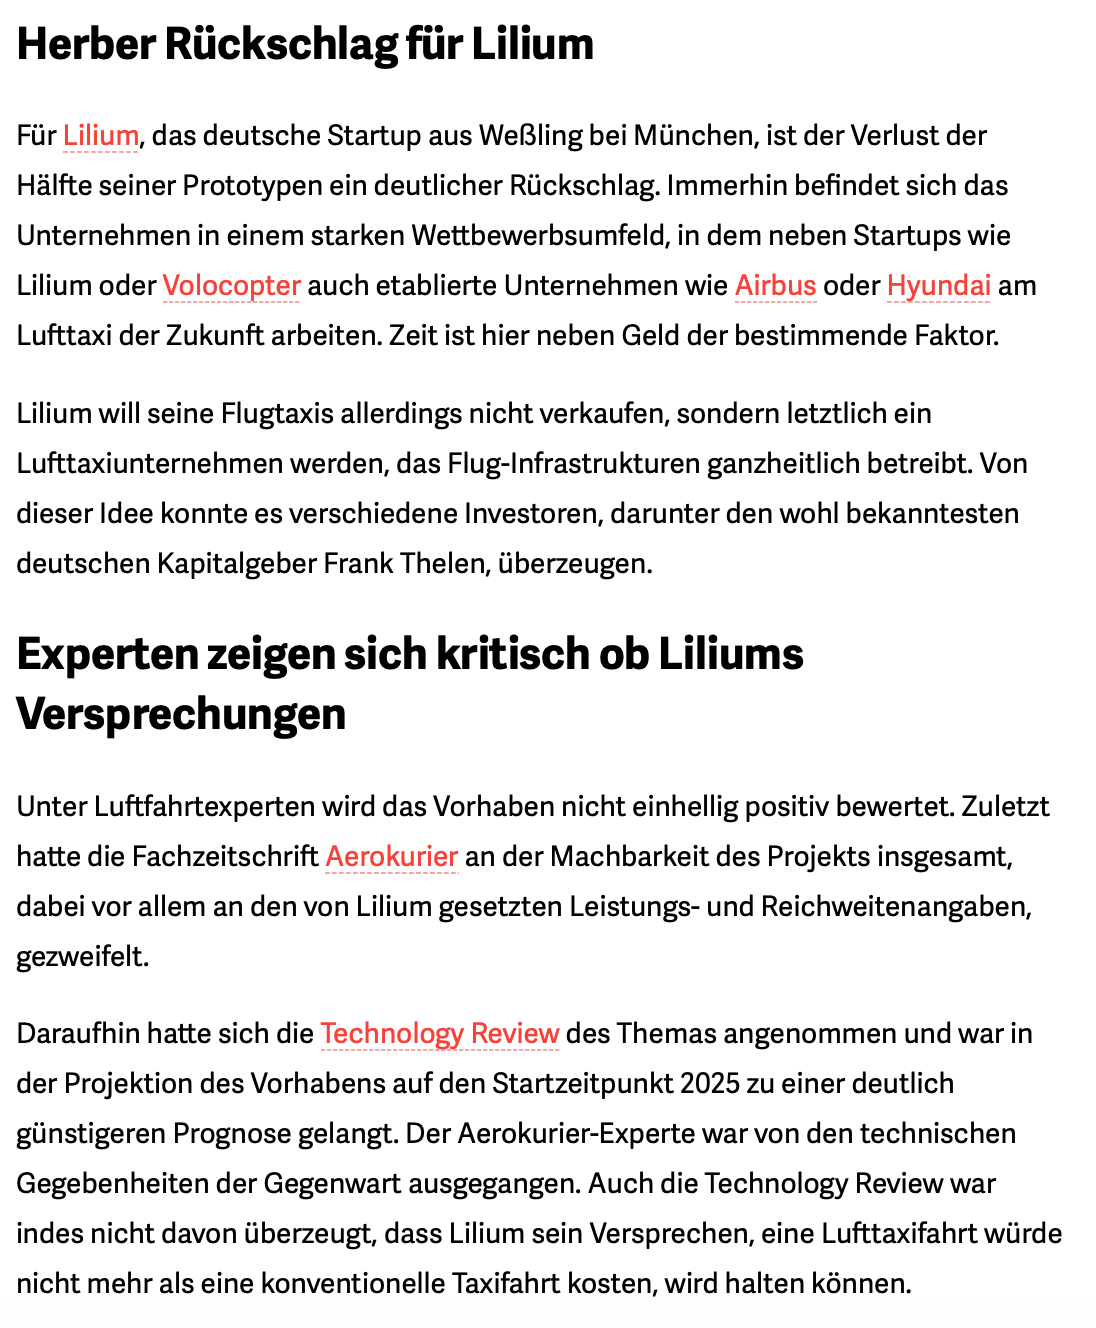 Herber Rückschlag für Lilium
Für Lilium, das deutsche Startup aus Weßling bei München, ist der Verlust der
Hälfte seiner Prototypen ein deutlicher Rückschlag. Immerhin befindet sich das
Unternehmen in einem starken Wettbewerbsumfeld, in dem neben Startups wie
Lilium oder Volocopter auch etablierte Unternehmen wie Airbus oder Hyundai am
Lufttaxi der Zukunft arbeiten. Zeit ist hier neben Geld der bestimmende Faktor.
Lilium will seine Flugtaxis allerdings nicht verkaufen, sondern letztlich ein
Lufttaxiunternehmen werden, das Flug-Infrastrukturen ganzheitlich betreibt. Von
dieser Idee konnte es verschiedene Investoren, darunter den wohl bekanntesten
deutschen Kapitalgeber Frank Thelen, überzeugen.
Experten zeigen sich kritisch ob Liliums
Versprechungen
Unter Luftfahrtexperten wird das Vorhaben nicht einhellig positiv bewertet. Zuletzt
hatte die Fachzeitschrift Aerokurier an der Machbarkeit des Projekts insgesamt,
dabei vor allem an den von Lilium gesetzten Leistungs- und Reichweitenangaben,
gezweifelt.
Daraufhin hatte sich die Technology Review des Themas angenommen und war in
der Projektion des Vorhabens auf den Startzeitpunkt 2025 zu einer deutlich
günstigeren Prognose gelangt. Der Aerokurier-Experte war von den technischen
Gegebenheiten der Gegenwart ausgegangen. Auch die Technology Review war
indes nicht davon überzeugt, dass Lilium sein Versprechen, eine Lufttaxifahrt würde
nicht mehr als eine konventionelle Taxifahrt kosten, wird halten können.